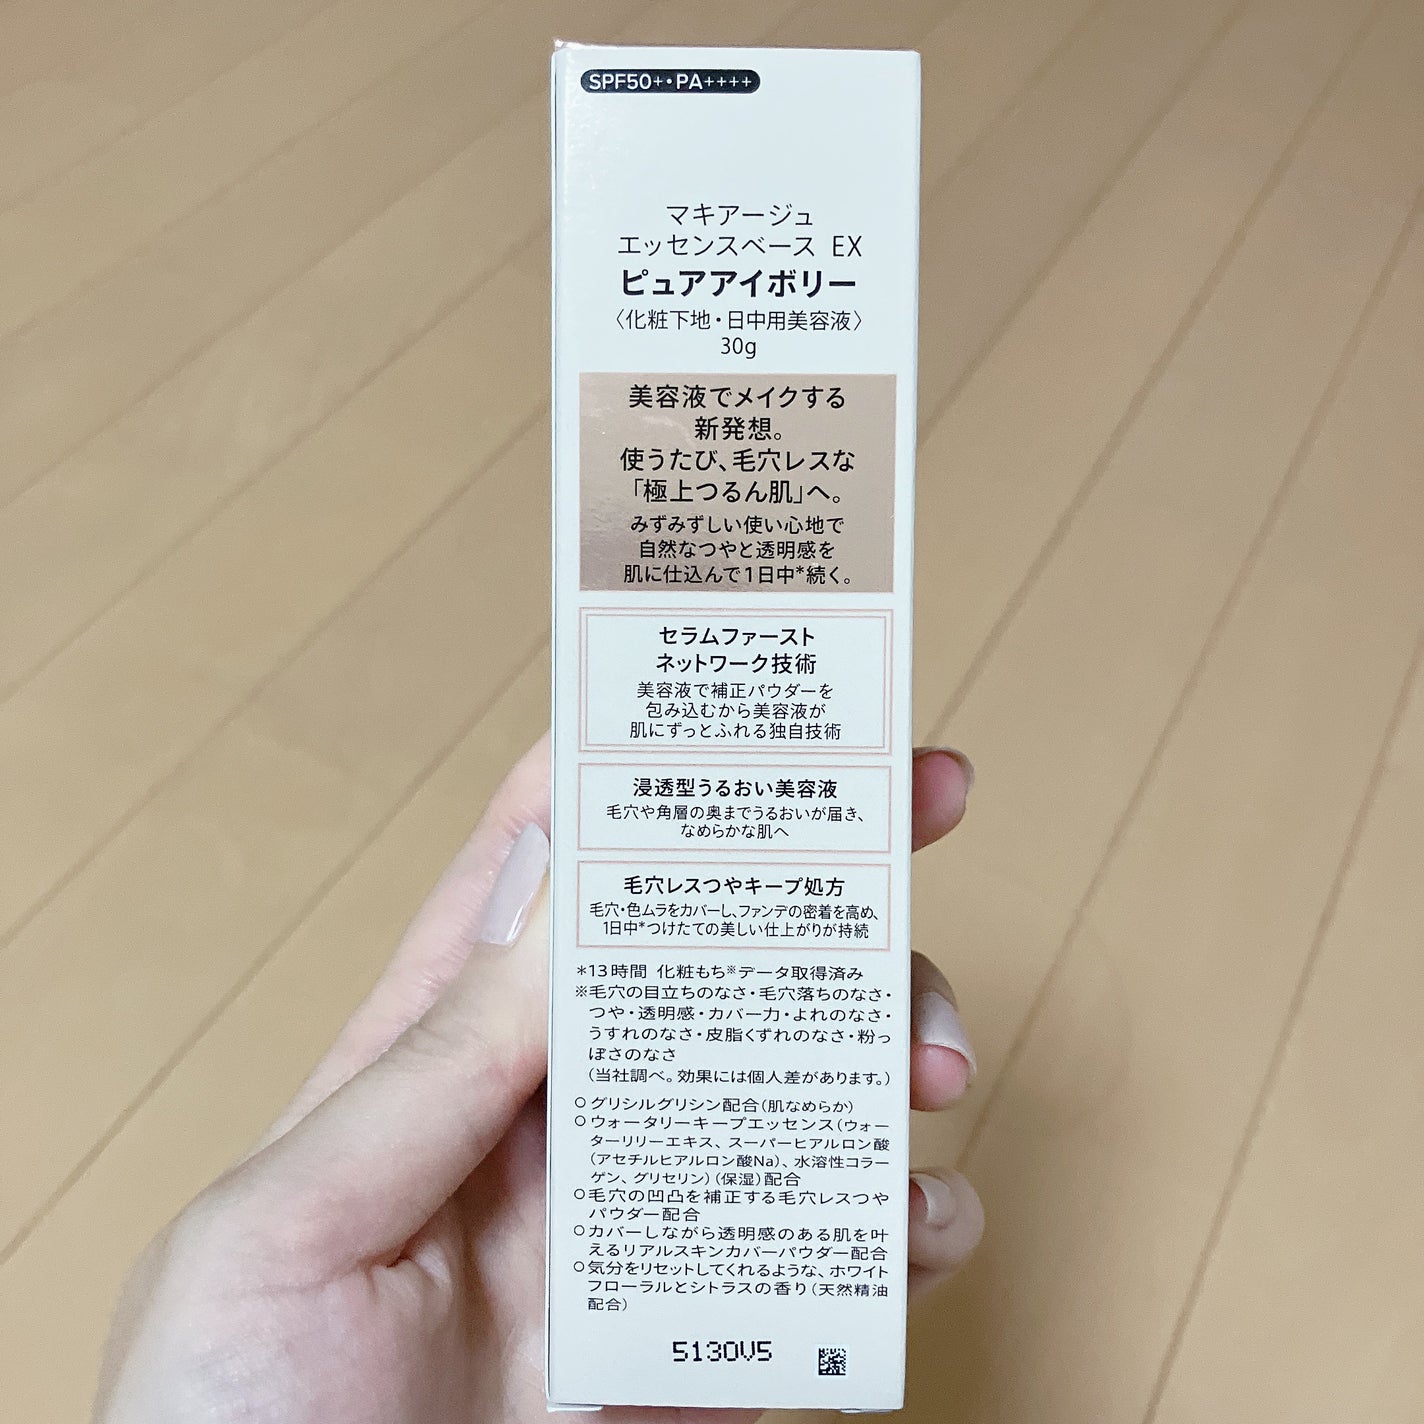 SPF50+・PA++++
マキアージュ
エッセンスベース EX
ピュアアイボリー
〈化粧下地・日中用美容液〉
30g
美容液でメイクする
新発想。
使うたび、毛穴レスな
「極上つるん肌」へ。
みずみずしい使い心地で
自然なつやと透明感を
肌に仕込んで1日中*続く。
セラムファースト
ネットワーク技術
美容液で補正パウダーを
包み込むから美容液が
肌にずっとふれる独自技術
浸透型うるおい美容液
毛穴や角層の奥までうるおいが届き、
なめらかな肌へ
毛穴レスつやキープ処方
毛穴・色ムラをカバーし、ファンデの密着を高め、
1日中*つけたての美しい仕上がりが持続
*13時間 化粧もち※データ取得済み
※毛穴の目立ちのなさ・毛穴落ちのなさ・
つや・透明感・カバー力・よれのなさ・
うすれのなさ・皮脂くずれのなさ・粉っ
ぽさのなさ
(当社調べ。効果には個人差があります。)
○グリシルグリシン配合(肌なめらか)
○ウォータリーキープエッセンス(ウォー
ターリリーエキス、スーパーヒアルロン酸
(アセチルヒアルロン酸Na)、水溶性コラー
ゲン、グリセリン)(保湿)配合
○毛穴の凹凸を補正する毛穴レスつや
パウダー配合
○カバーしながら透明感のある肌を叶
えるリアルスキンカバーパウダー配合
○気分をリセットしてくれるような、ホワイト
フローラルとシトラスの香り(天然精油
配合)
5130V5